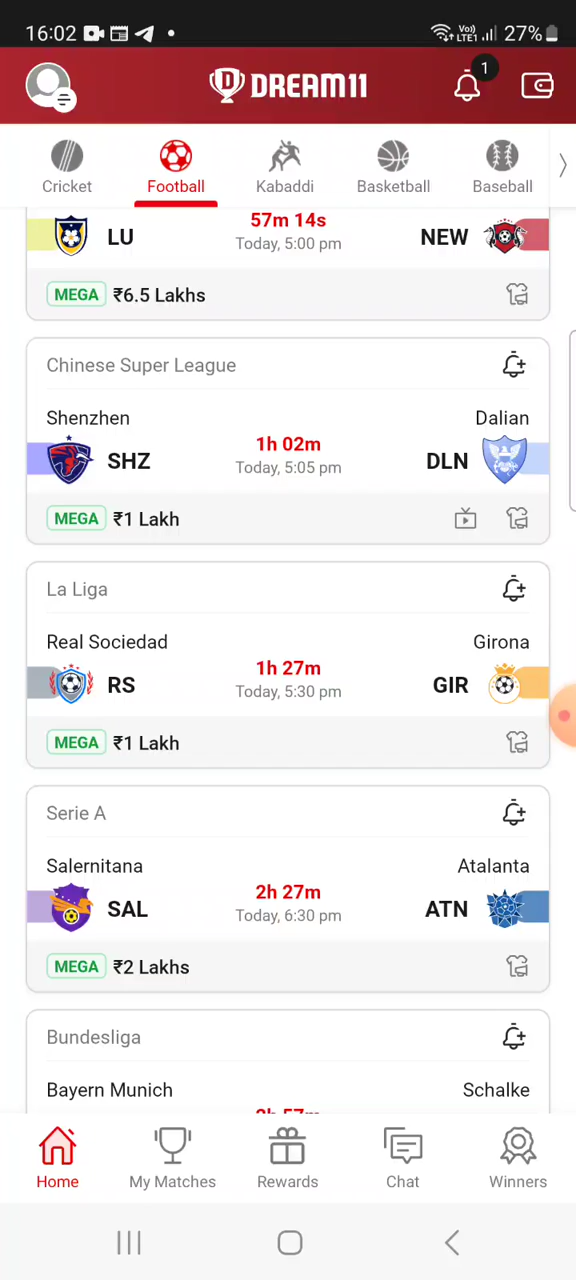 16:02
Vo) LTE1 27%
DREAM11
1
Cricket Football Kabaddi Basketball Baseball
57m 14s
LU NEW
Today, 5:00 pm
MEGA ₹6.5 Lakhs
Chinese Super League
Shenzhen Dalian
1h 02m
SHZ DLN
Today, 5:05 pm
MEGA ₹1 Lakh
La Liga
Real Sociedad Girona
1h 27m
RS GIR
Today, 5:30 pm
MEGA ₹1 Lakh
Serie A
Salernitana Atalanta
2h 27m
SAL ATN
Today, 6:30 pm
MEGA ₹2 Lakhs
Bundesliga
Bayern Munich Schalke
Home My Matches Rewards Chat Winners